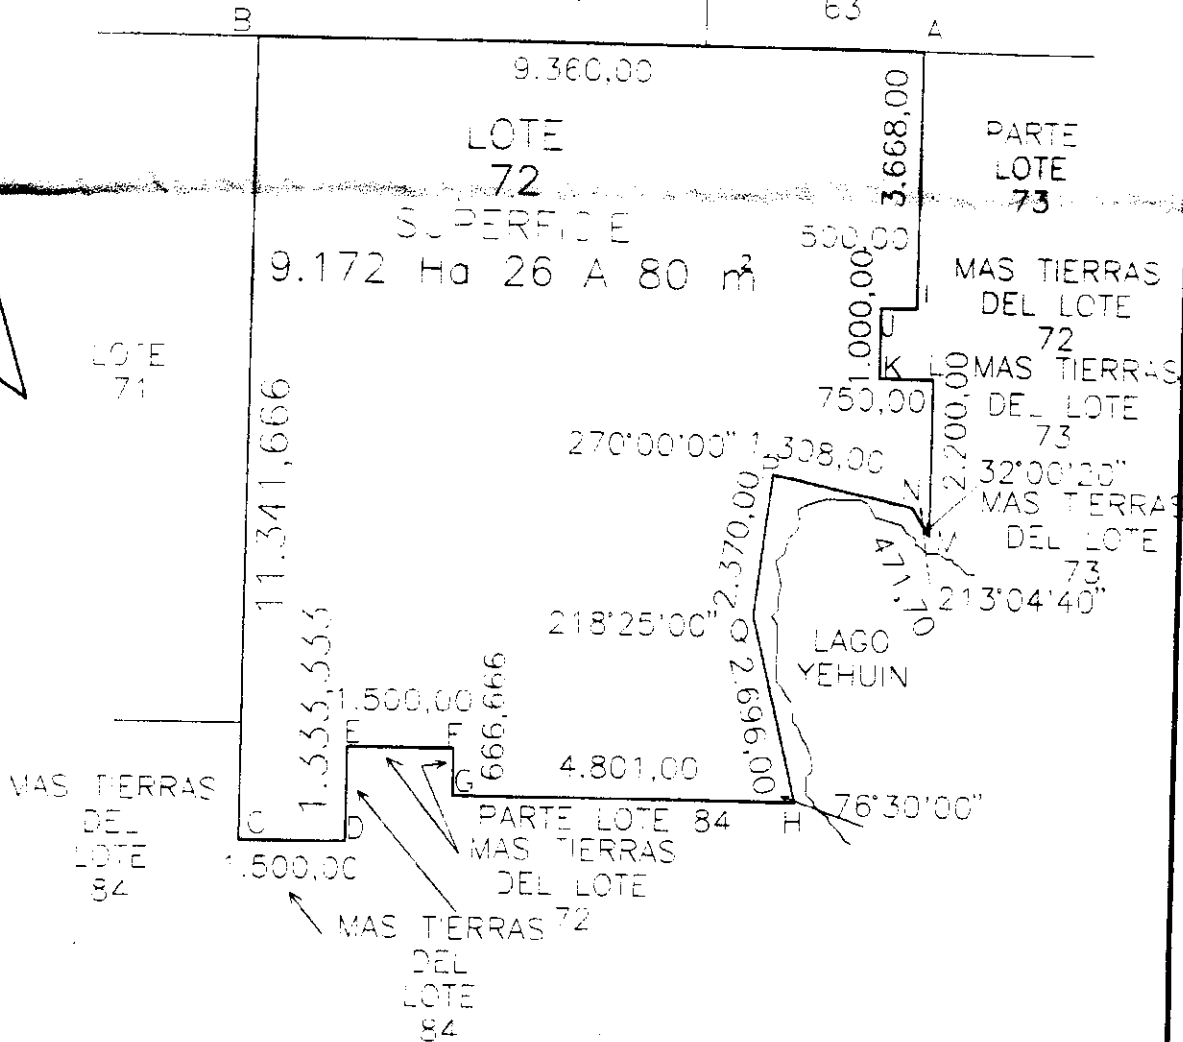 63
B
A
9.360,00
3.668,00
LOTE
72
SUPERFICIE
9.172 Ha 26 A 80 m²
PARTE
LOTE
73
500,00
I
MAS TIERRAS
DEL LOTE
72
1.000,00
J
K
L
MAS TIERRAS
DEL LOTE
73
750,00
2.200,00
LOTE
71
11.341,666
270°00'00"
1.308,00
P
N
32°00'20"
MAS TIERRAS
DEL LOTE
73
2.370,00
471,70
213°04'40"
218°25'00"
Q
LAGO
YEHUIN
2.696,00
1.333,333
1.500,00
E
F
666,666
G
4.801,00
76°30'00"
H
MAS TIERRAS
DEL
LOTE
84
C
D
1.500,00
PARTE LOTE 84
MAS TIERRAS
DEL LOTE
72
MAS TIERRAS
DEL
LOTE
84